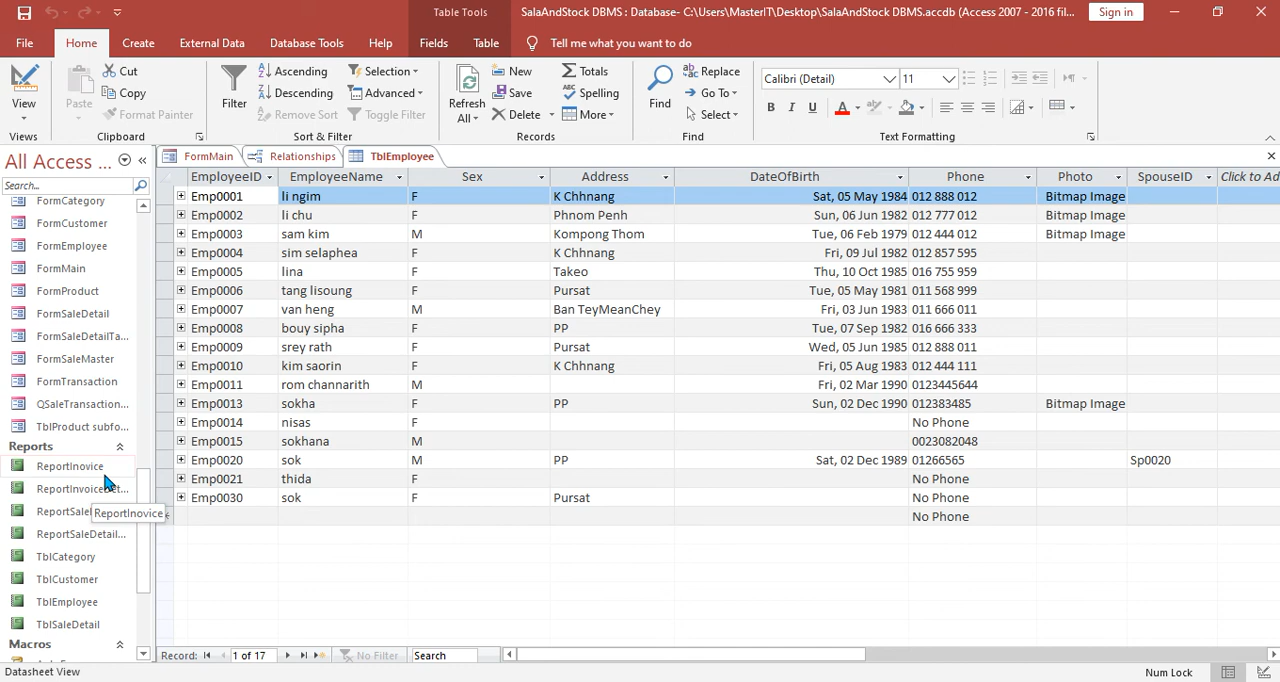 Table Tools
SalaAndStock DBMS : Database- C:\Users\MasterIT\Desktop\SalaAndStock DBMS.accdb (Access 2007 - 2016 fil...
Sign in
File Home Create External Data Database Tools Help Fields Table Tell me what you want to do
View
Views
Paste
Cut
Copy
Format Painter
Clipboard
Filter
Ascending
Descending
Remove Sort
Selection
Advanced
Toggle Filter
Sort & Filter
Refresh All
New
Save
Delete
Totals
Spelling
More
Records
Find
Replace
Go To
Select
Find
Calibri (Detail) 11
B I U A
Text Formatting
All Access ...
Search...
FormCategory
FormCustomer
FormEmployee
FormMain
FormProduct
FormSaleDetail
FormSaleDetailTa...
FormSaleMaster
FormTransaction
QSaleTransaction...
TblProduct subfo...
Reports
ReportInovice
ReportInvoiceDet...
ReportSale
ReportInovice
ReportSaleDetail...
TblCategory
TblCustomer
TblEmployee
TblSaleDetail
Macros
FormMain Relationships TblEmployee
EmployeeID EmployeeName Sex Address DateOfBirth Phone Photo SpouseID Click to Ad
Emp0001 li ngim F K Chhnang Sat, 05 May 1984 012 888 012 Bitmap Image
Emp0002 li chu F Phnom Penh Sun, 06 Jun 1982 012 777 012 Bitmap Image
Emp0003 sam kim M Kompong Thom Tue, 06 Feb 1979 012 444 012 Bitmap Image
Emp0004 sim selaphea F K Chhnang Fri, 09 Jul 1982 012 857 595
Emp0005 lina F Takeo Thu, 10 Oct 1985 016 755 959
Emp0006 tang lisoung F Pursat Tue, 05 May 1981 011 568 999
Emp0007 van heng M Ban TeyMeanChey Fri, 03 Jun 1983 011 666 011
Emp0008 bouy sipha F PP Tue, 07 Sep 1982 016 666 333
Emp0009 srey rath F Pursat Wed, 05 Jun 1985 012 888 011
Emp0010 kim saorin F K Chhnang Fri, 05 Aug 1983 012 444 111
Emp0011 rom channarith M Fri, 02 Mar 1990 0123445644
Emp0013 sokha F PP Sun, 02 Dec 1990 012383485 Bitmap Image
Emp0014 nisas F No Phone
Emp0015 sokhana M 0023082048
Emp0020 sok M PP Sat, 02 Dec 1989 01266565 Sp0020
Emp0021 thida F No Phone
Emp0030 sok F Pursat No Phone
No Phone
Record: 1 of 17 No Filter Search
Datasheet View
Num Lock